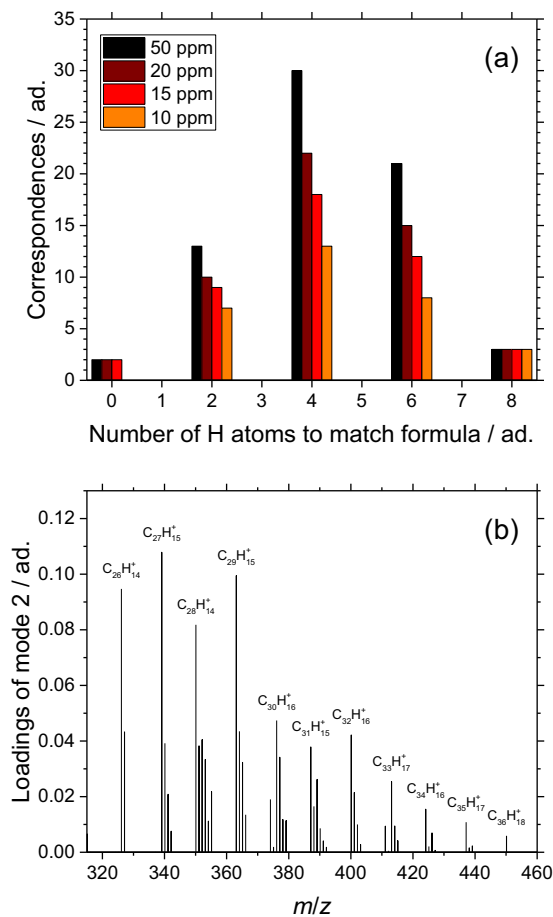 (a)
50 ppm
20 ppm
15 ppm
10 ppm
Correspondences / ad.
35
30
25
20
15
10
5
0
0 1 2 3 4 5 6 7 8
Number of H atoms to match formula / ad.
(b)
Loadings of mode 2 / ad.
0.12
0.10
0.08
0.06
0.04
0.02
0.00
C₂₆H₁₄⁺
C₂₇H₁₅⁺
C₂₈H₁₄⁺
C₂₉H₁₅⁺
C₃₀H₁₆⁺
C₃₁H₁₅⁺
C₃₂H₁₆⁺
C₃₃H₁₇⁺
C₃₄H₁₆⁺
C₃₅H₁₇⁺
C₃₆H₁₈⁺
320 340 360 380 400 420 440 460
m/z